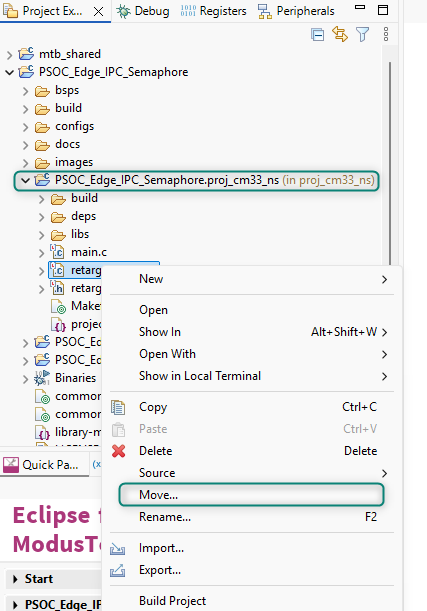 Project Ex...
Debug
Registers
Peripherals
mtb_shared
PSOC_Edge_IPC_Semaphore
bsps
build
configs
docs
images
PSOC_Edge_IPC_Semaphore.proj_cm33_ns (in proj_cm33_ns)
build
deps
libs
main.c
retarg
retarg
Make
projec
PSOC_Ed
PSOC_Ed
Binaries
common
common
library-m
New
Open
Show In Alt+Shift+W
Open With
Show in Local Terminal
Copy Ctrl+C
Paste Ctrl+V
Delete Delete
Source
Move...
Rename... F2
Import...
Export...
Build Project
Quick Pa...
(x)
Eclipse f
ModusTo
Start
PSOC_Edge_IP